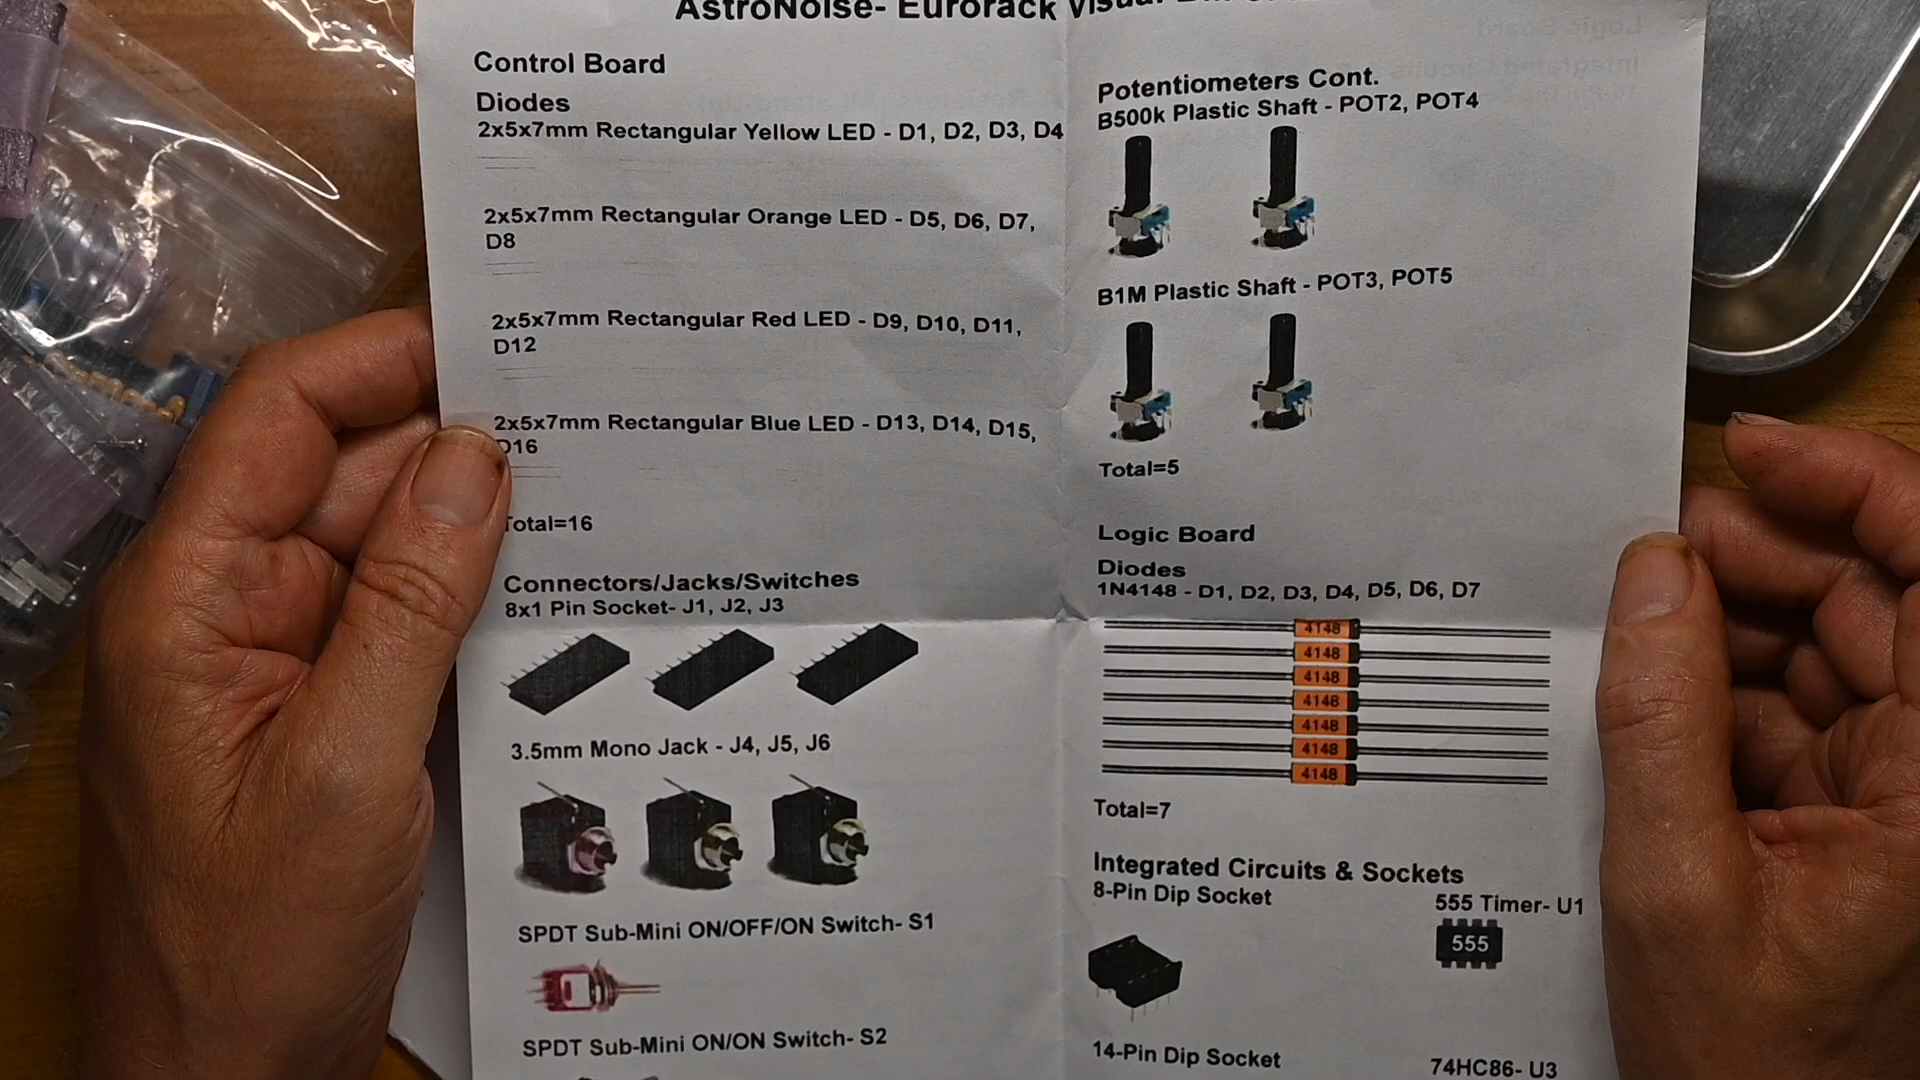 AstroNoise- Eurorack Visual
Control Board
Diodes
2x5x7mm Rectangular Yellow LED - D1, D2, D3, D4
2x5x7mm Rectangular Orange LED - D5, D6, D7,
D8
2x5x7mm Rectangular Red LED - D9, D10, D11,
D12
2x5x7mm Rectangular Blue LED - D13, D14, D15,
D16
Total=16
Connectors/Jacks/Switches
8x1 Pin Socket- J1, J2, J3
3.5mm Mono Jack - J4, J5, J6
SPDT Sub-Mini ON/OFF/ON Switch- S1
SPDT Sub-Mini ON/ON Switch- S2
Potentiometers Cont.
B500k Plastic Shaft - POT2, POT4
B1M Plastic Shaft - POT3, POT5
Total=5
Logic Board
Diodes
1N4148 - D1, D2, D3, D4, D5, D6, D7
4148
4148
4148
4148
4148
4148
4148
Total=7
Integrated Circuits & Sockets
8-Pin Dip Socket
555 Timer- U1
555
14-Pin Dip Socket
74HC86- U3